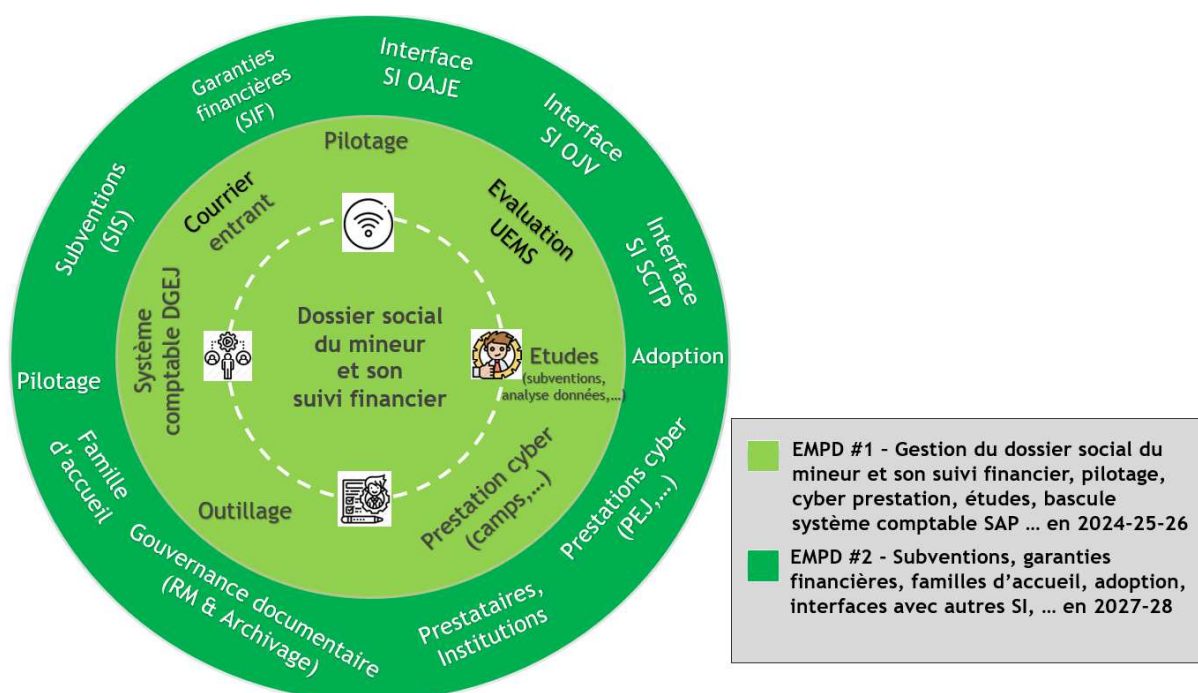 Garanties
financières
(SIF)
Interface
SI OAJE
Interface
SI OJV
Interface
SI SCTP
Adoption
Prestations cyber
(PEJ,...)
Prestataires,
Institutions
Gouvernance documentaire
(RM & Archivage)
Famille
d'accueil
Pilotage
Subventions
(SIS)
Pilotage
Evaluation
UEMS
Etudes
(subventions,
analyse données,...)
Prestation cyber
(camps,...)
Outillage
Système
comptable DGEJ
Courrier
entrant
Dossier social
du mineur
et son
suivi financier
EMPD #1 - Gestion du dossier social du
mineur et son suivi financier, pilotage,
cyber prestation, études, bascule
système comptable SAP ... en 2024-25-26
EMPD #2 - Subventions, garanties
financières, familles d'accueil, adoption,
interfaces avec autres SI, ... en 2027-28